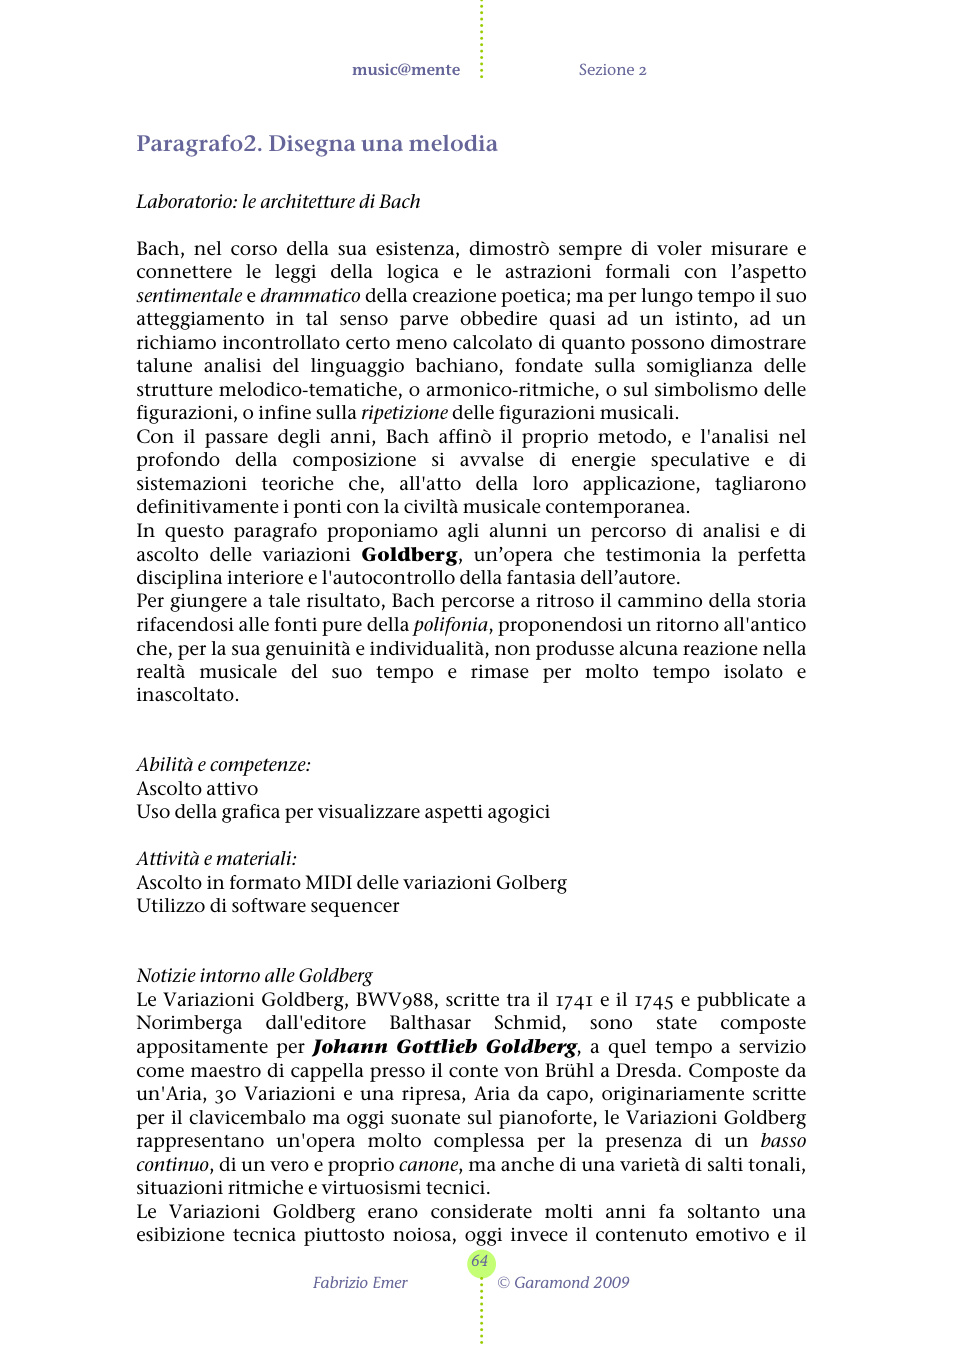 music@mente Sezione 2
Paragrafo2. Disegna una melodia
Laboratorio: le architetture di Bach
Bach, nel corso della sua esistenza, dimostrò sempre di voler misurare e
connettere le leggi della logica e le astrazioni formali con l’aspetto
sentimentale e drammatico della creazione poetica; ma per lungo tempo il suo
atteggiamento in tal senso parve obbedire quasi ad un istinto, ad un
richiamo incontrollato certo meno calcolato di quanto possono dimostrare
talune analisi del linguaggio bachiano, fondate sulla somiglianza delle
strutture melodico-tematiche, o armonico-ritmiche, o sul simbolismo delle
figurazioni, o infine sulla ripetizione delle figurazioni musicali.
Con il passare degli anni, Bach affinò il proprio metodo, e l'analisi nel
profondo della composizione si avvalse di energie speculative e di
sistemazioni teoriche che, all'atto della loro applicazione, tagliarono
definitivamente i ponti con la civiltà musicale contemporanea.
In questo paragrafo proponiamo agli alunni un percorso di analisi e di
ascolto delle variazioni Goldberg, un’opera che testimonia la perfetta
disciplina interiore e l'autocontrollo della fantasia dell’autore.
Per giungere a tale risultato, Bach percorse a ritroso il cammino della storia
rifacendosi alle fonti pure della polifonia, proponendosi un ritorno all'antico
che, per la sua genuinità e individualità, non produsse alcuna reazione nella
realtà musicale del suo tempo e rimase per molto tempo isolato e
inascoltato.
Abilità e competenze:
Ascolto attivo
Uso della grafica per visualizzare aspetti agogici
Attività e materiali:
Ascolto in formato MIDI delle variazioni Golberg
Utilizzo di software sequencer
Notizie intorno alle Goldberg
Le Variazioni Goldberg, BWV988, scritte tra il 1741 e il 1745 e pubblicate a
Norimberga dall'editore Balthasar Schmid, sono state composte
appositamente per Johann Gottlieb Goldberg, a quel tempo a servizio
come maestro di cappella presso il conte von Brühl a Dresda. Composte da
un'Aria, 30 Variazioni e una ripresa, Aria da capo, originariamente scritte
per il clavicembalo ma oggi suonate sul pianoforte, le Variazioni Goldberg
rappresentano un'opera molto complessa per la presenza di un basso
continuo, di un vero e proprio canone, ma anche di una varietà di salti tonali,
situazioni ritmiche e virtuosismi tecnici.
Le Variazioni Goldberg erano considerate molti anni fa soltanto una
esibizione tecnica piuttosto noiosa, oggi invece il contenuto emotivo e il
64
Fabrizio Emer © Garamond 2009